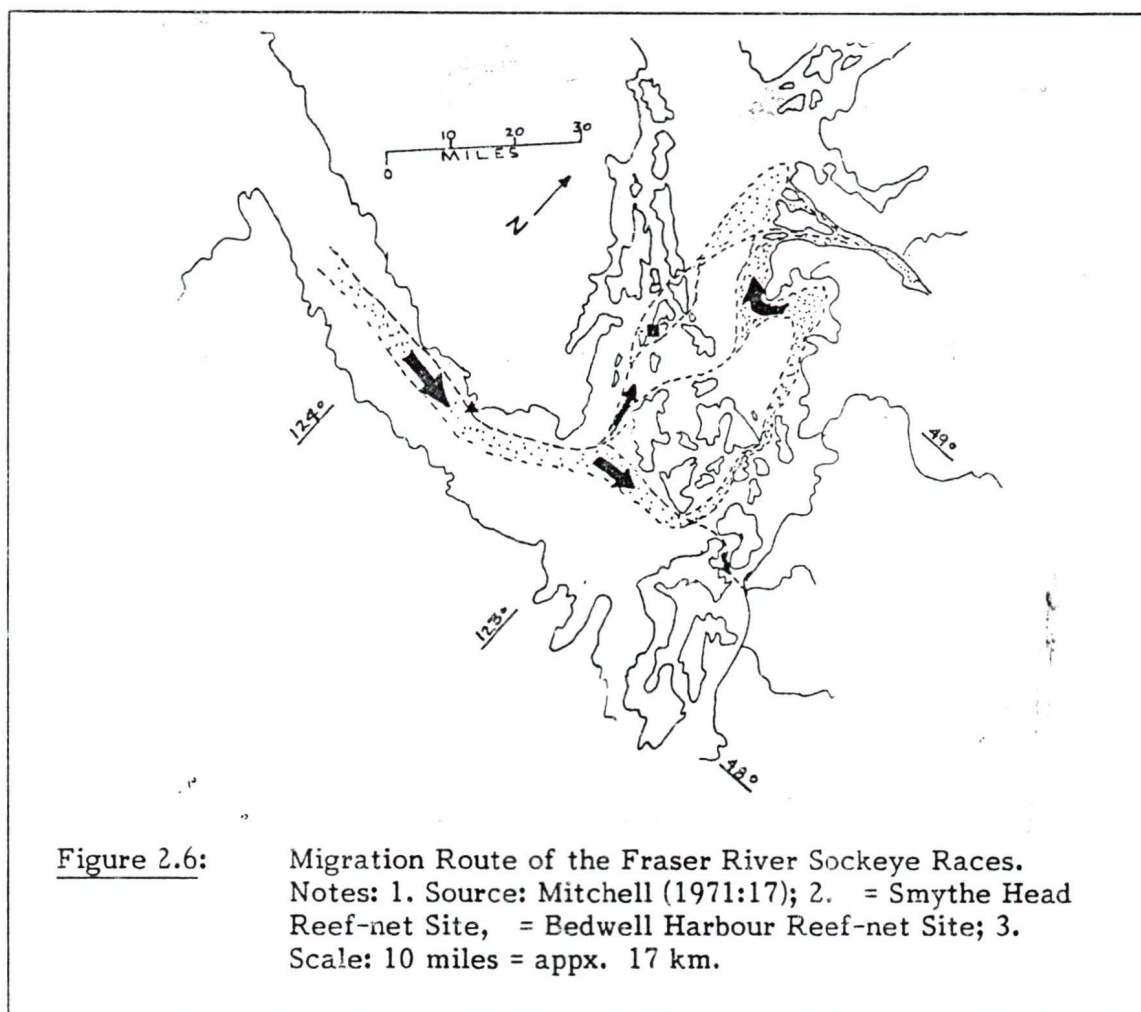 10 20 30
MILES
0
N
124°
49°
123°
48°
Figure 2.6: Migration Route of the Fraser River Sockeye Races.
Notes: 1. Source: Mitchell (1971:17); 2. = Smythe Head
Reef-net Site, = Bedwell Harbour Reef-net Site; 3.
Scale: 10 miles = appx. 17 km.